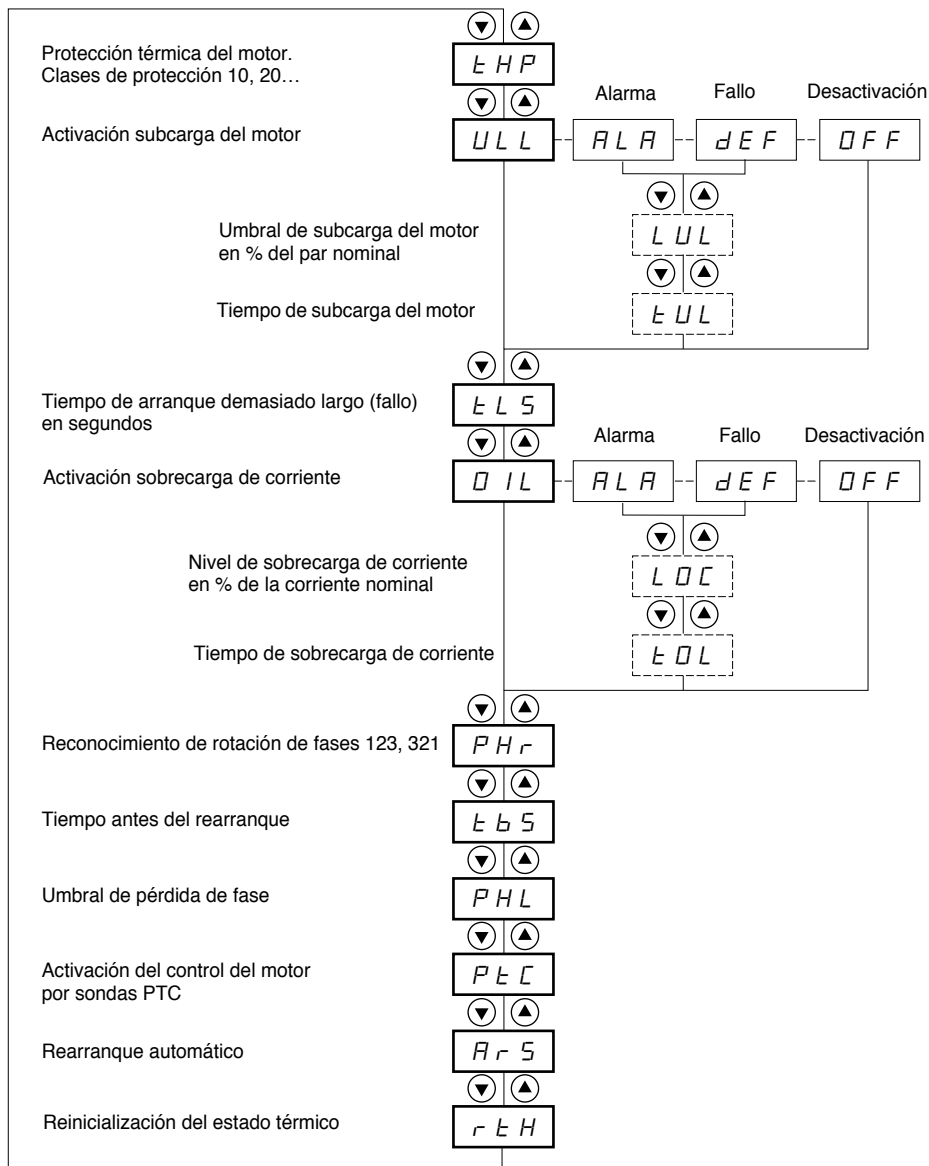 Protección térmica del motor.
Clases de protección 10, 20…
tHP
Alarma Fallo Desactivación
Activación subcarga del motor
ULL ALA dEF OFF
Umbral de subcarga del motor
en % del par nominal
LUL
Tiempo de subcarga del motor
tUL
Tiempo de arranque demasiado largo (fallo)
en segundos
tLS
Alarma Fallo Desactivación
Activación sobrecarga de corriente
OIL ALA dEF OFF
Nivel de sobrecarga de corriente
en % de la corriente nominal
LOC
Tiempo de sobrecarga de corriente
tOL
Reconocimiento de rotación de fases 123, 321
PHr
Tiempo antes del rearranque
tbS
Umbral de pérdida de fase
PHL
Activación del control del motor
por sondas PTC
PtC
Rearranque automático
ArS
Reinicialización del estado térmico
rtH